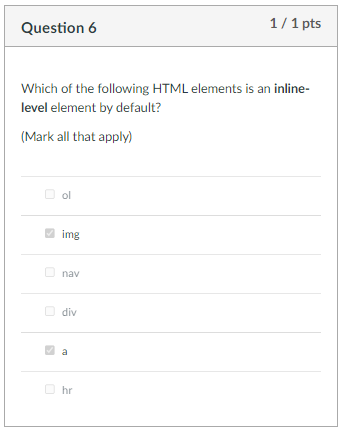 Question 6
1 / 1 pts
Which of the following HTML elements is an inline-
level element by default?
(Mark all that apply)
ol
img
nav
div
a
hr